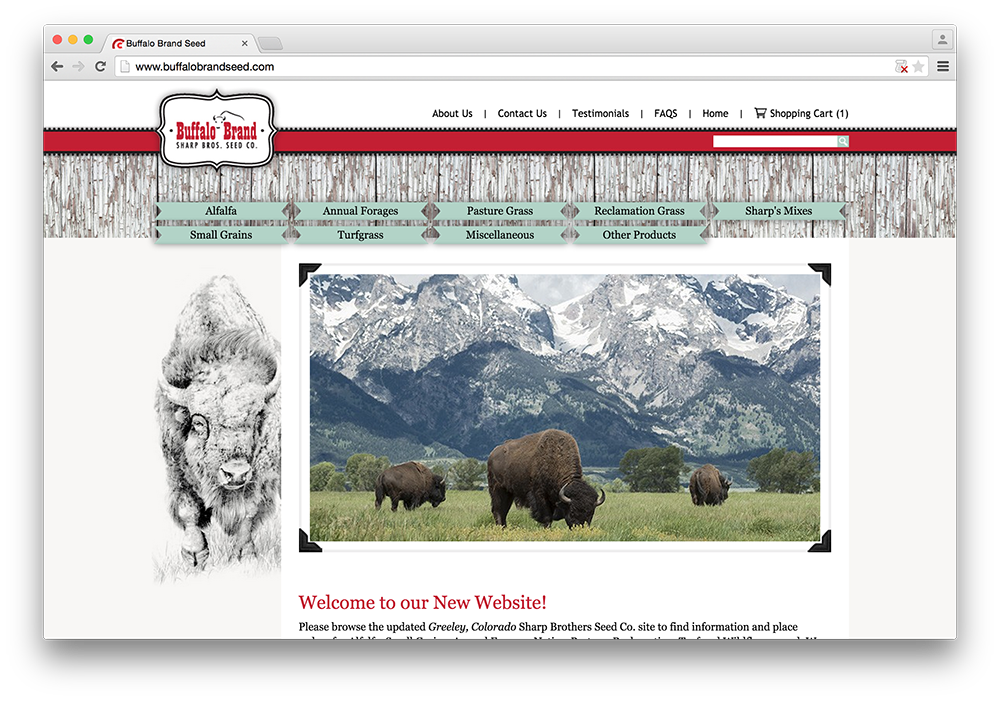 Buffalo Brand Seed
www.buffalobrandseed.com
About Us | Contact Us | Testimonials | FAQS | Home | Shopping Cart (1)
Buffalo Brand
SHARP BROS. SEED CO.
Alfalfa Annual Forages Pasture Grass Reclamation Grass Sharp's Mixes
Small Grains Turfgrass Miscellaneous Other Products
Welcome to our New Website!
Please browse the updated Greeley, Colorado Sharp Brothers Seed Co. site to find information and place